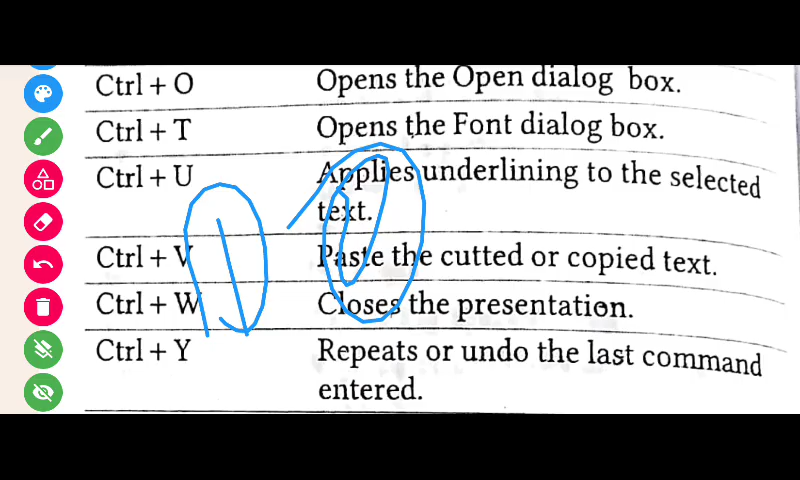 Ctrl + O Opens the Open dialog box.
Ctrl + T Opens the Font dialog box.
Ctrl + U Applies underlining to the selected
text.
Ctrl + V Paste the cutted or copied text.
Ctrl + W Closes the presentation.
Ctrl + Y Repeats or undo the last command
entered.